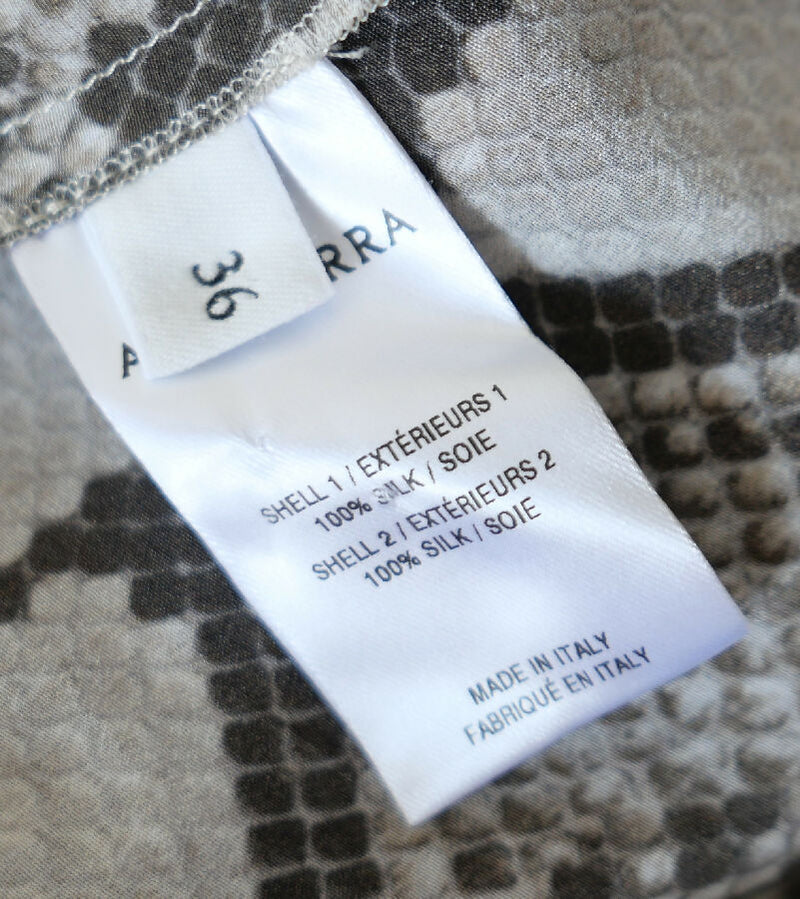 36
RRA
SHELL 1 / EXTÉRIEURS 1
100% SILK / SOIE
SHELL 2 / EXTÉRIEURS 2
100% SILK / SOIE
MADE IN ITALY
FABRIQUÉ EN ITALY